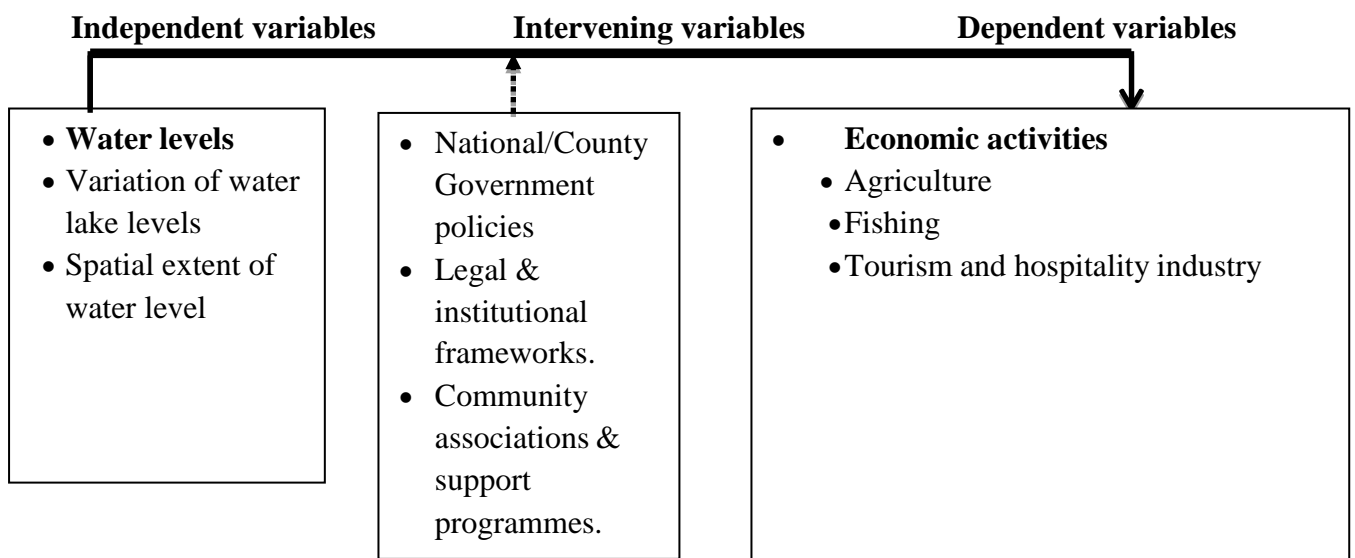 Independent variables
Intervening variables
Dependent variables
• Water levels
• Variation of water
lake levels
• Spatial extent of
water level
• National/County
Government
policies
• Legal &
institutional
frameworks.
• Community
associations &
support
programmes.
• Economic activities
• Agriculture
•Fishing
•Tourism and hospitality industry